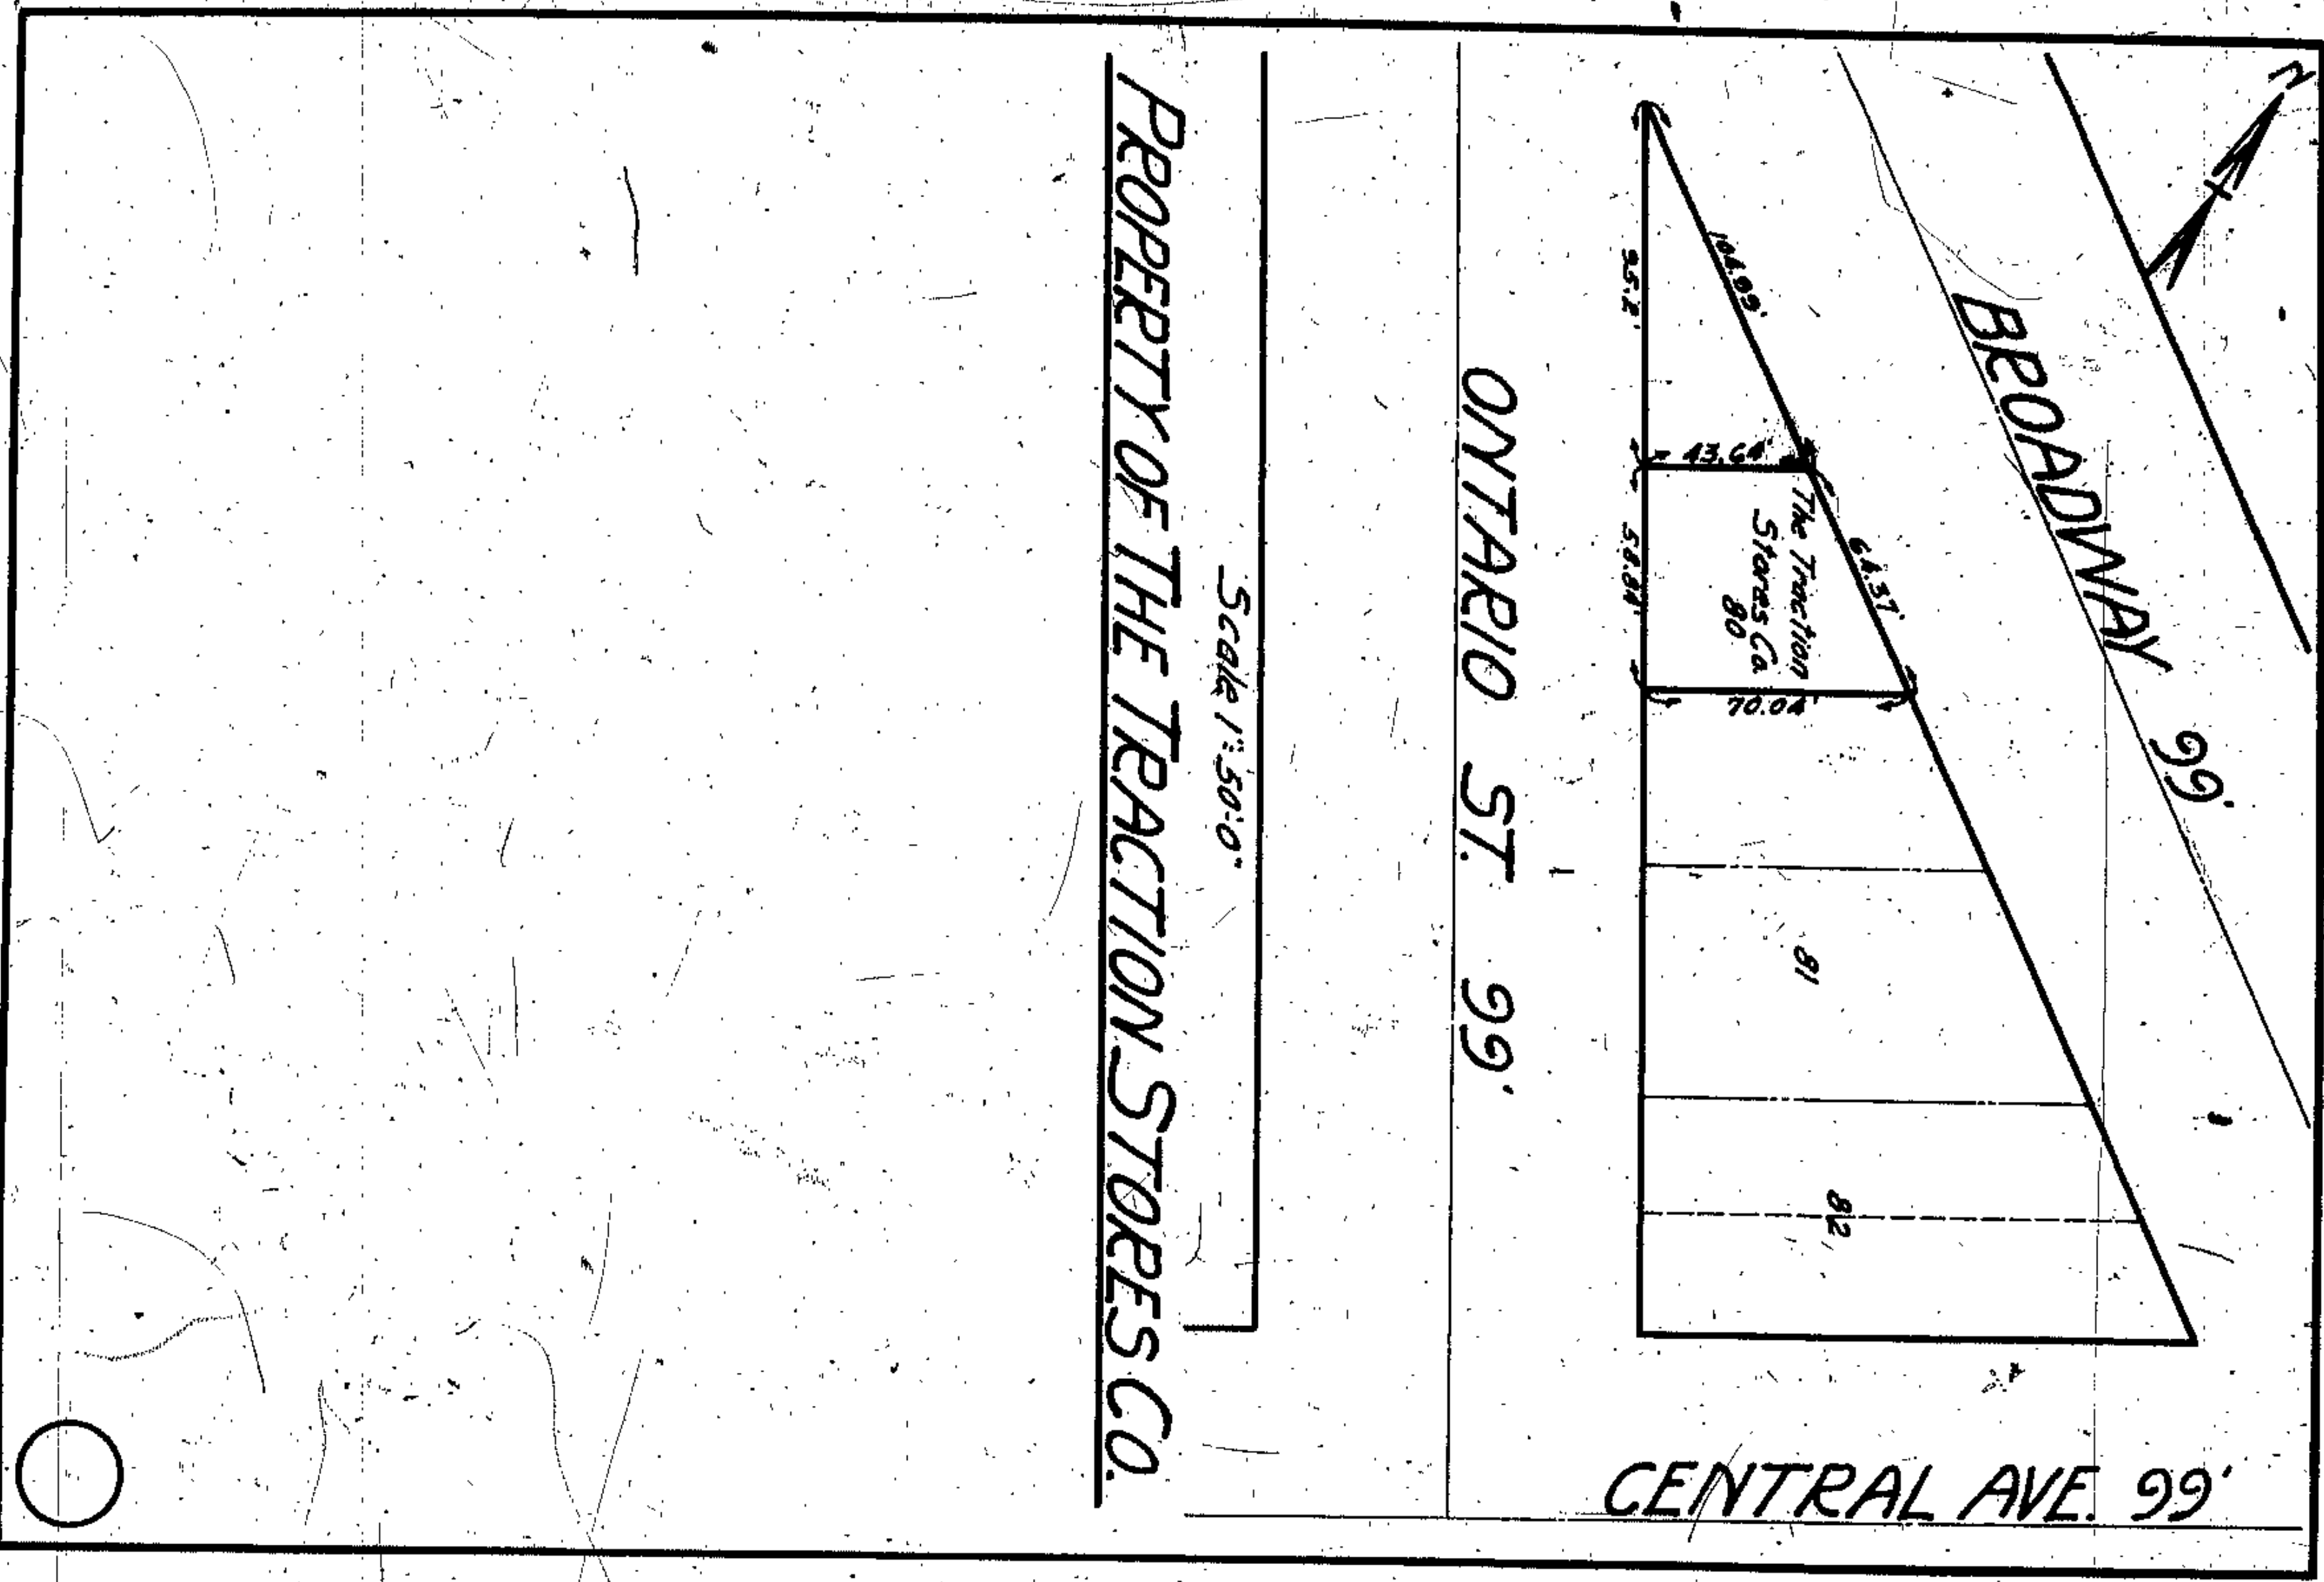 N
BROADWAY 99'
104.99'
95.2'
43.64'
64.37'
The Traction
Stores Co
80
58.84'
70.04'
81
82
ONTARIO ST. 99'
CENTRAL AVE. 99'
Scale 1"=50'-0"
PROPERTY OF THE TRACTION STORES CO.